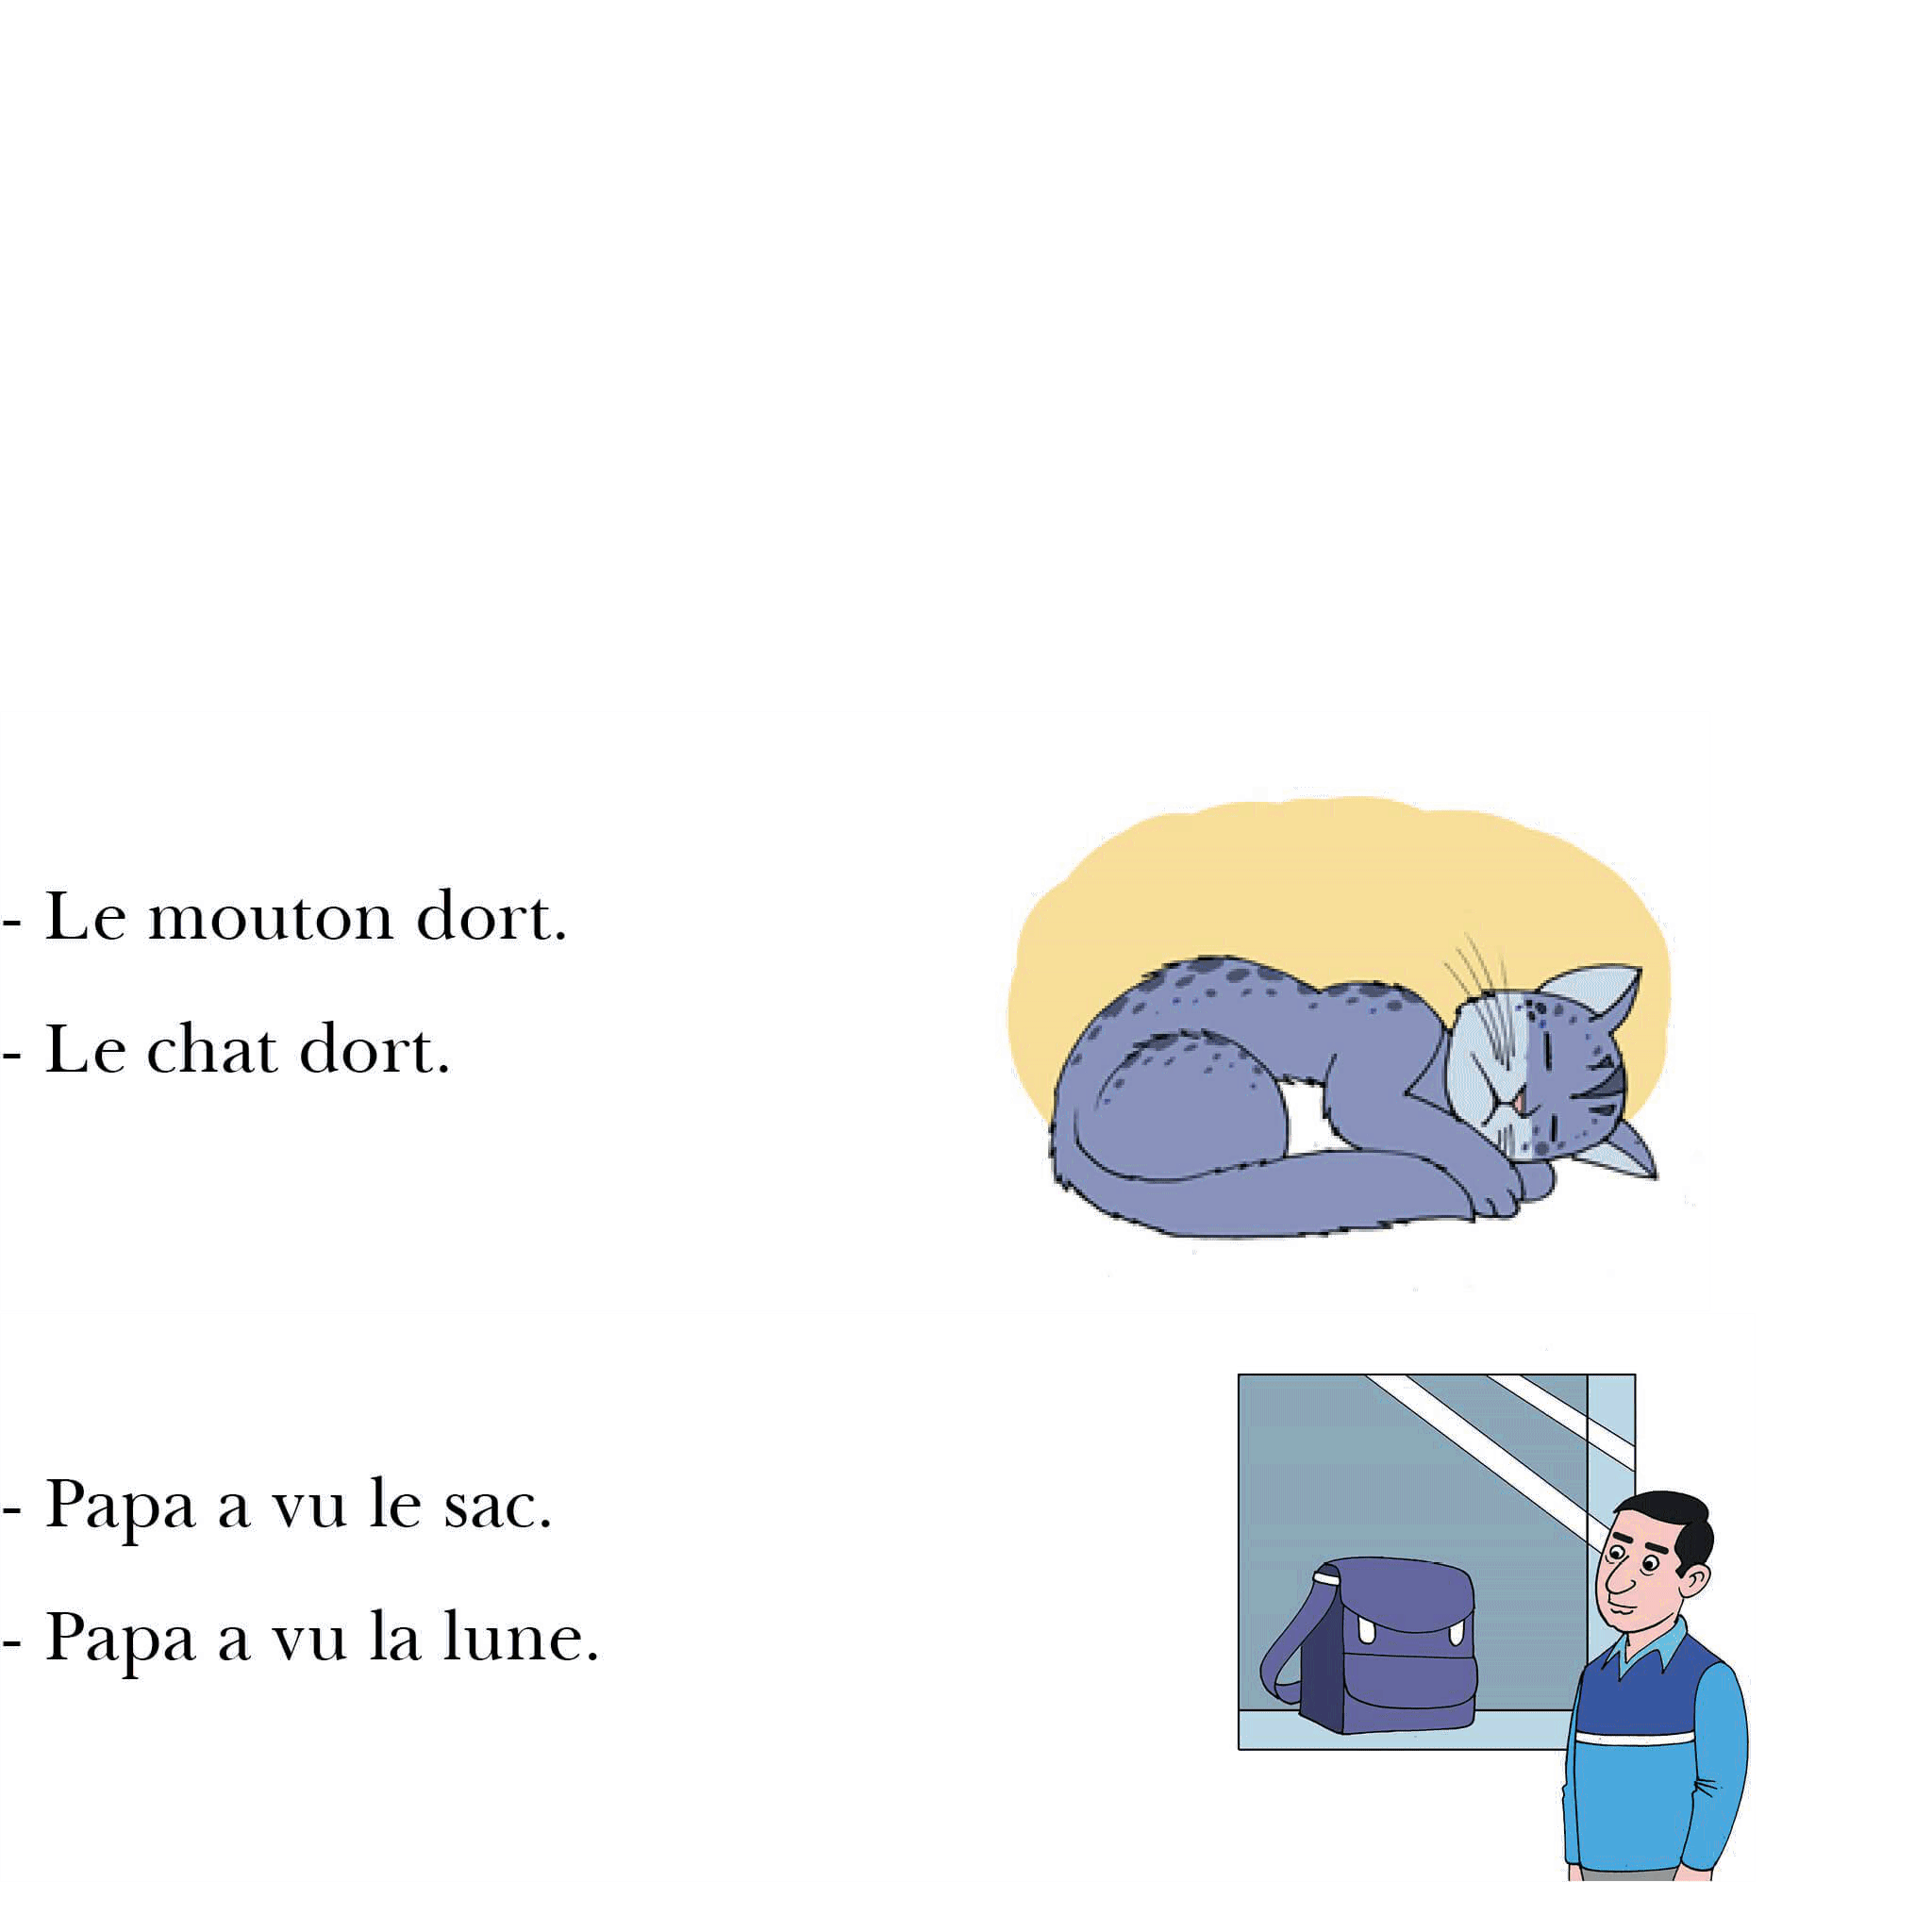 - Le mouton dort.
- Le chat dort.
- Papa a vu le sac.
- Papa a vu la lune.